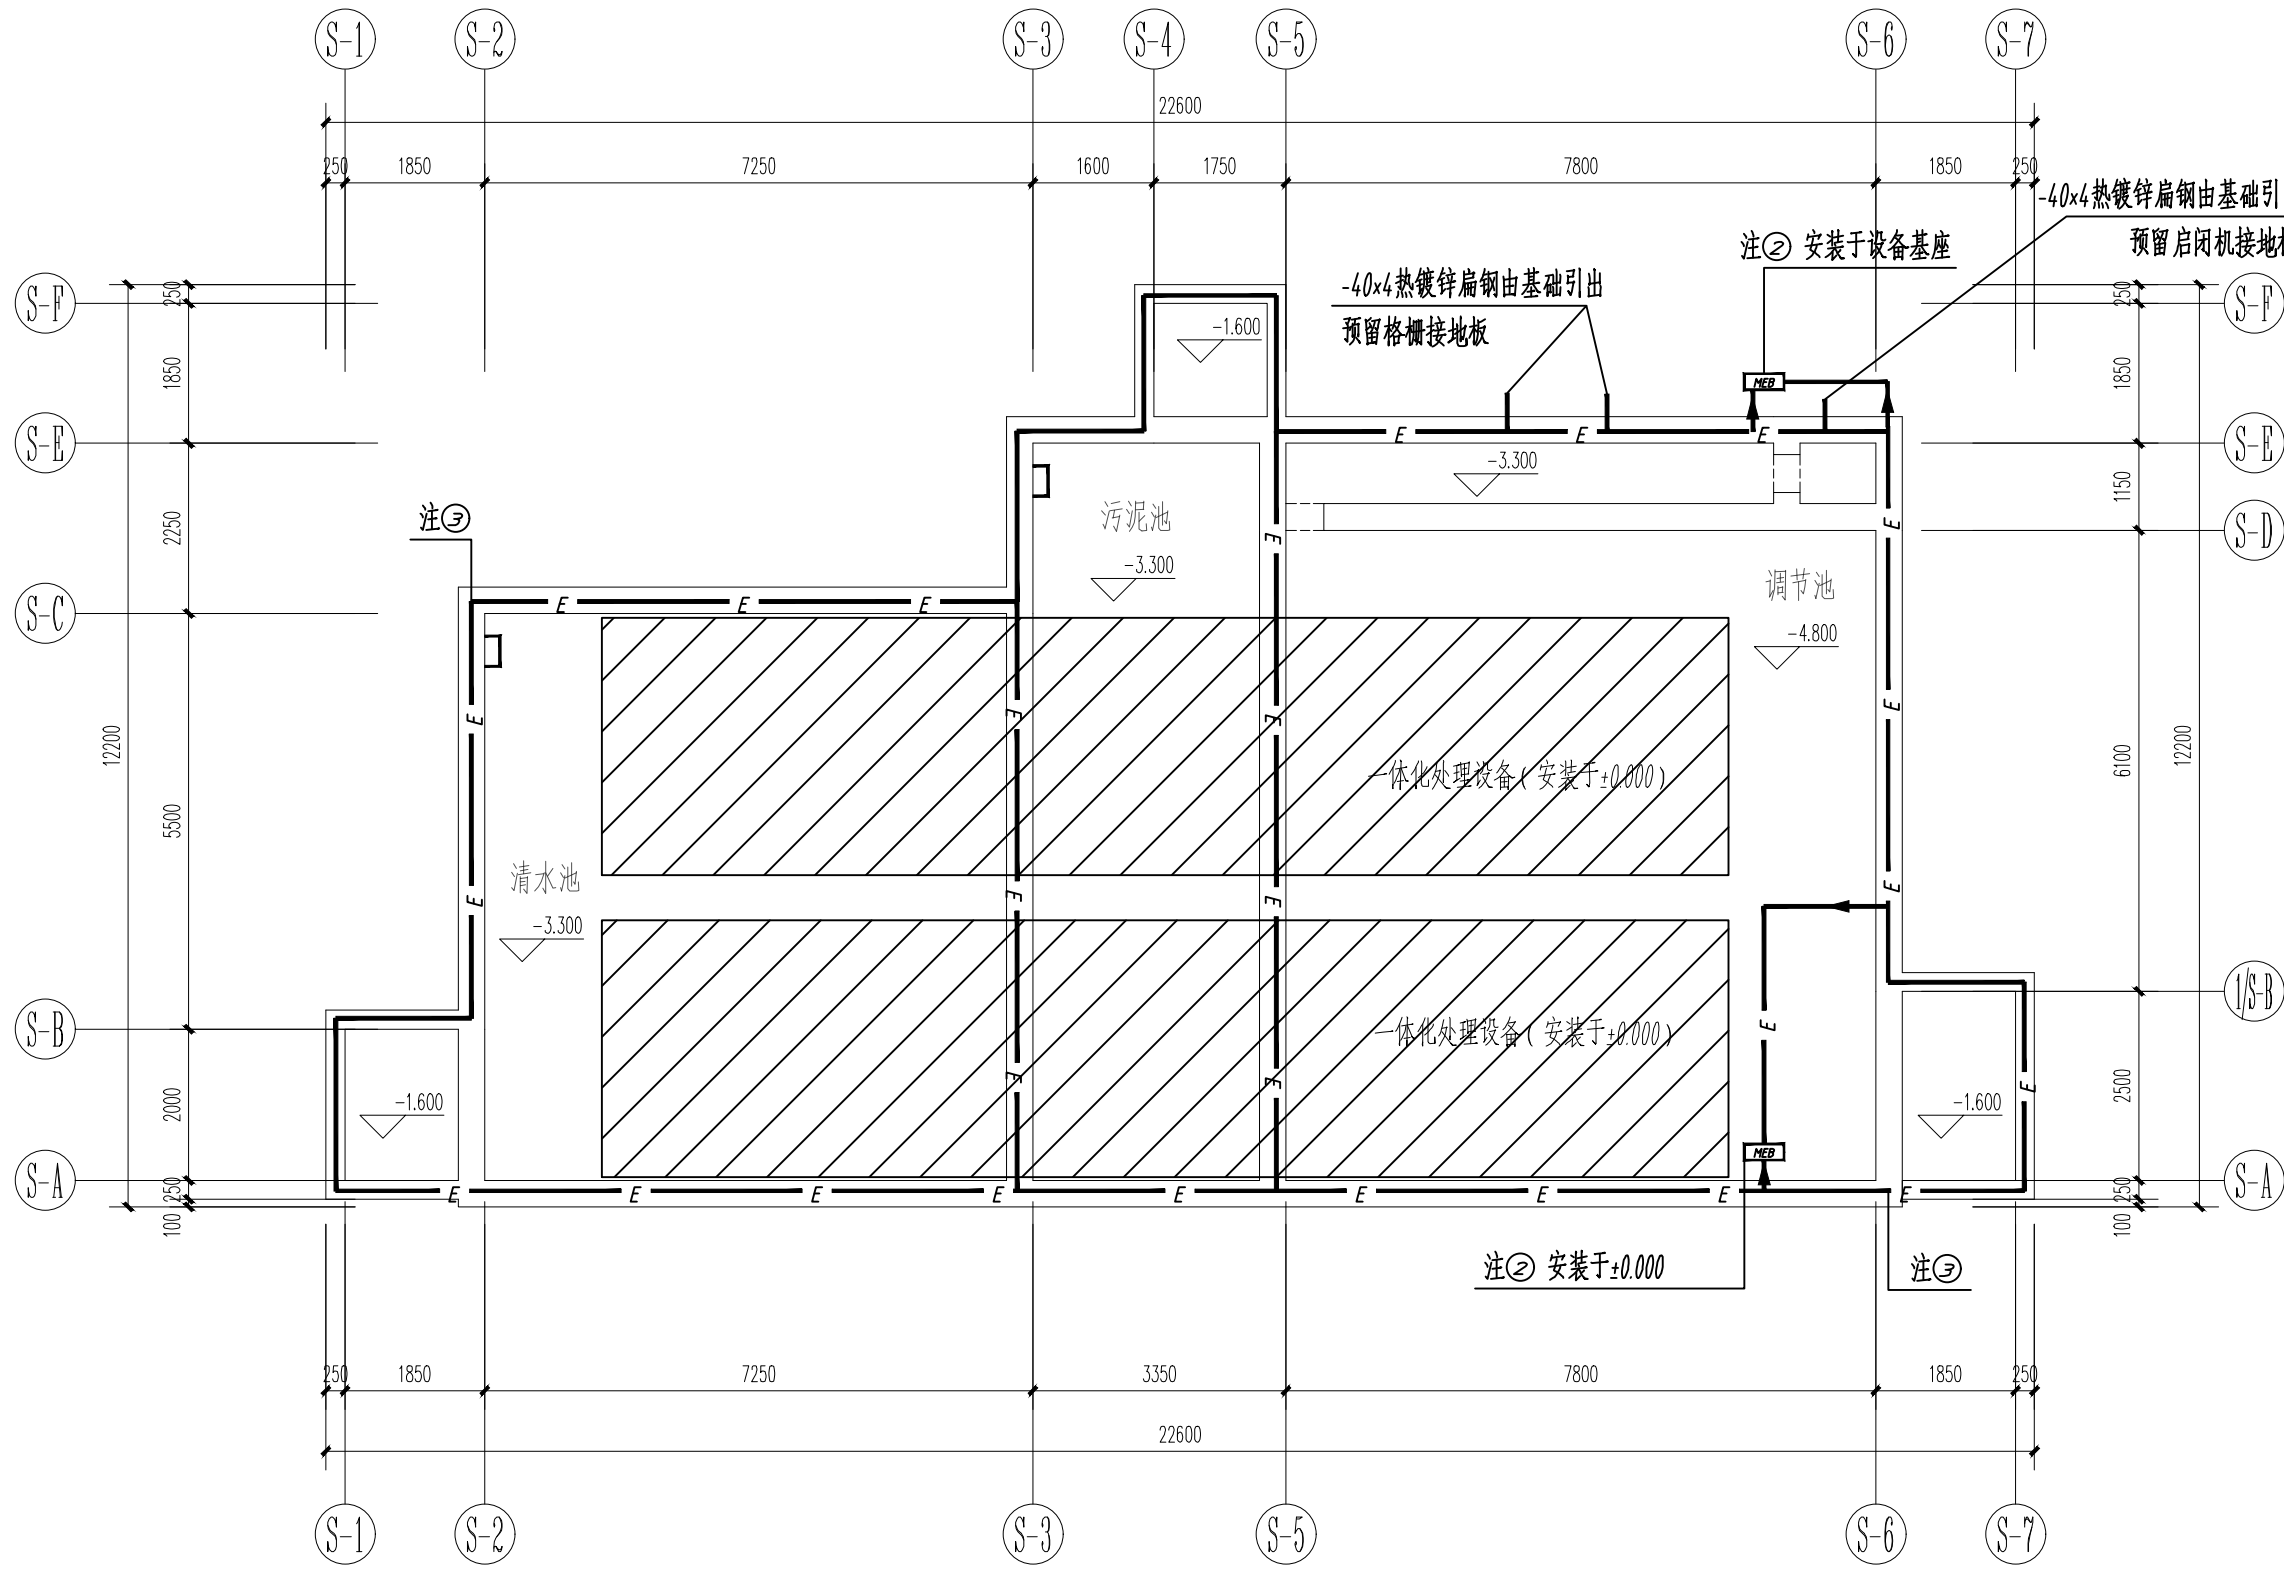 S-1 S-2 S-3 S-4 S-5 S-6 S-7
22600
250 1850 7250 1600 1750 7800 1850 250
-40×4热镀锌扁钢由基础引
预留启闭机接地
注② 安装于设备基座
-40×4热镀锌扁钢由基础引出
预留格栅接地板
S-F 250 -1.600 250 S-F
1850 MEB 1850
S-E E E E S-E
-3.300
2250 注③ 污泥池 E E 1150
S-D
-3.300 调节池
S-C E E E
-4.800
E E E E
12200 一体化处理设备（安装于±0.000） 6100 12200
5500
清水池 E E E E
-3.300
1/S-B
S-B E 一体化处理设备（安装于±0.000）
2000 -1.600 E E E -1.600 2500
MEB
S-A 250 E E E E E E E E E 250 S-A
100 100
注② 安装于±0.000 注③
250 1850 7250 3350 7800 1850 250
22600
S-1 S-2 S-3 S-5 S-6 S-7